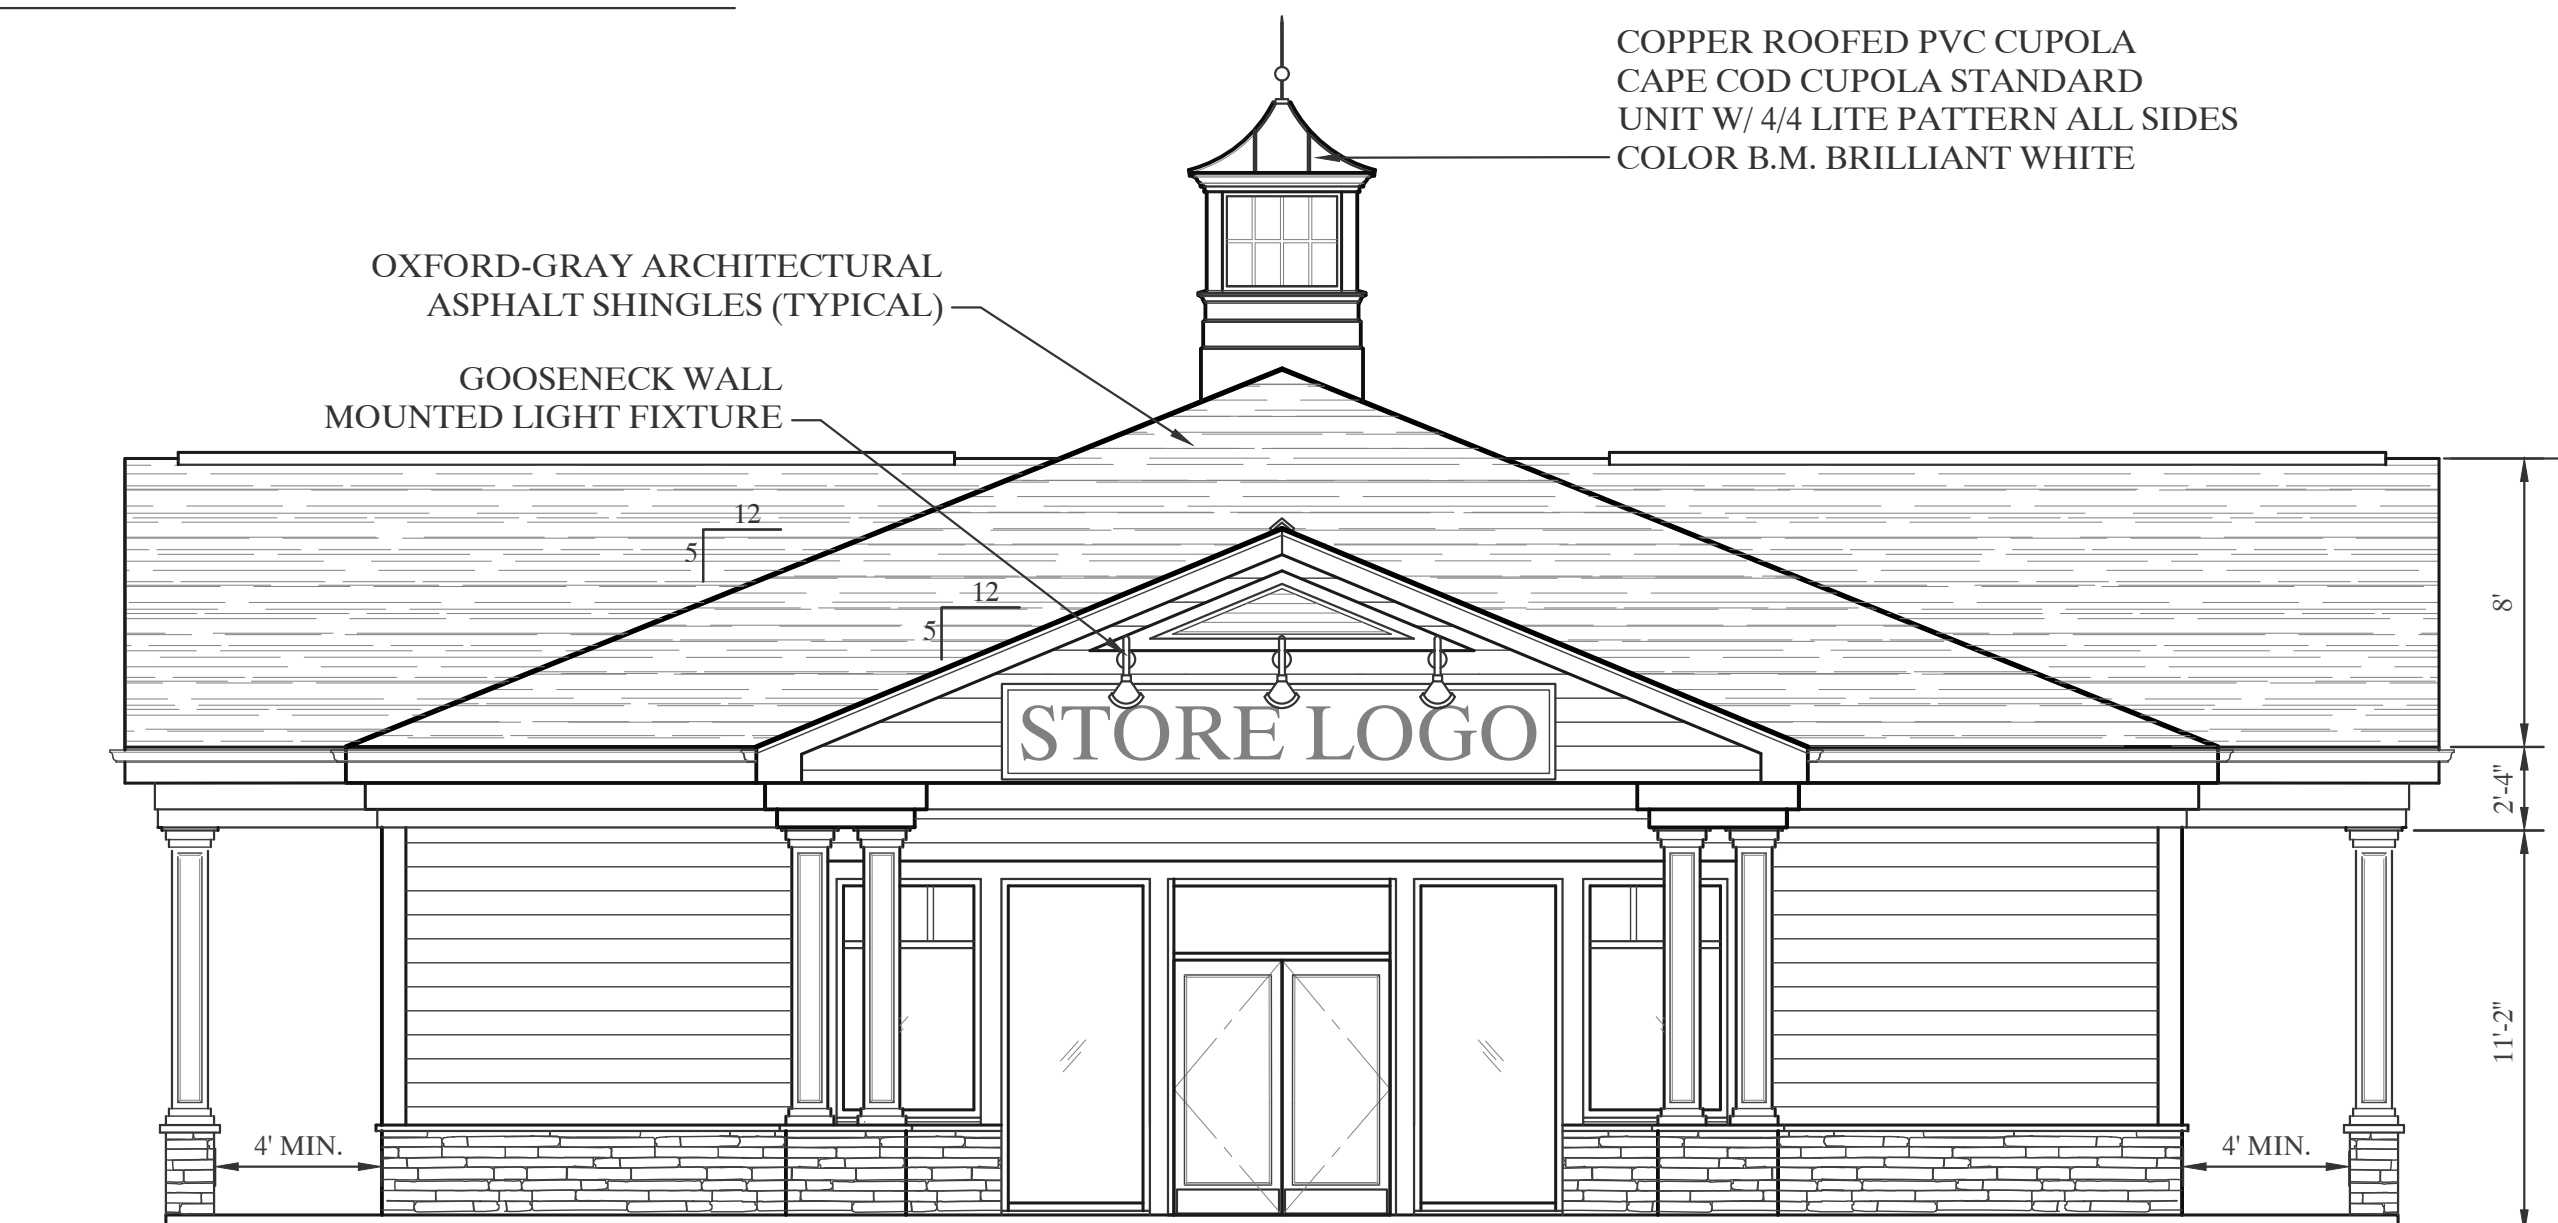 COPPER ROOFED PVC CUPOLA
CAPE COD CUPOLA STANDARD
UNIT W/ 4/4 LITE PATTERN ALL SIDES
COLOR B.M. BRILLIANT WHITE
OXFORD-GRAY ARCHITECTURAL
ASPHALT SHINGLES (TYPICAL)
GOOSENECK WALL
MOUNTED LIGHT FIXTURE
12
5
12
5
8'
STORE LOGO
2'-4"
11'-2"
4' MIN.
4' MIN.